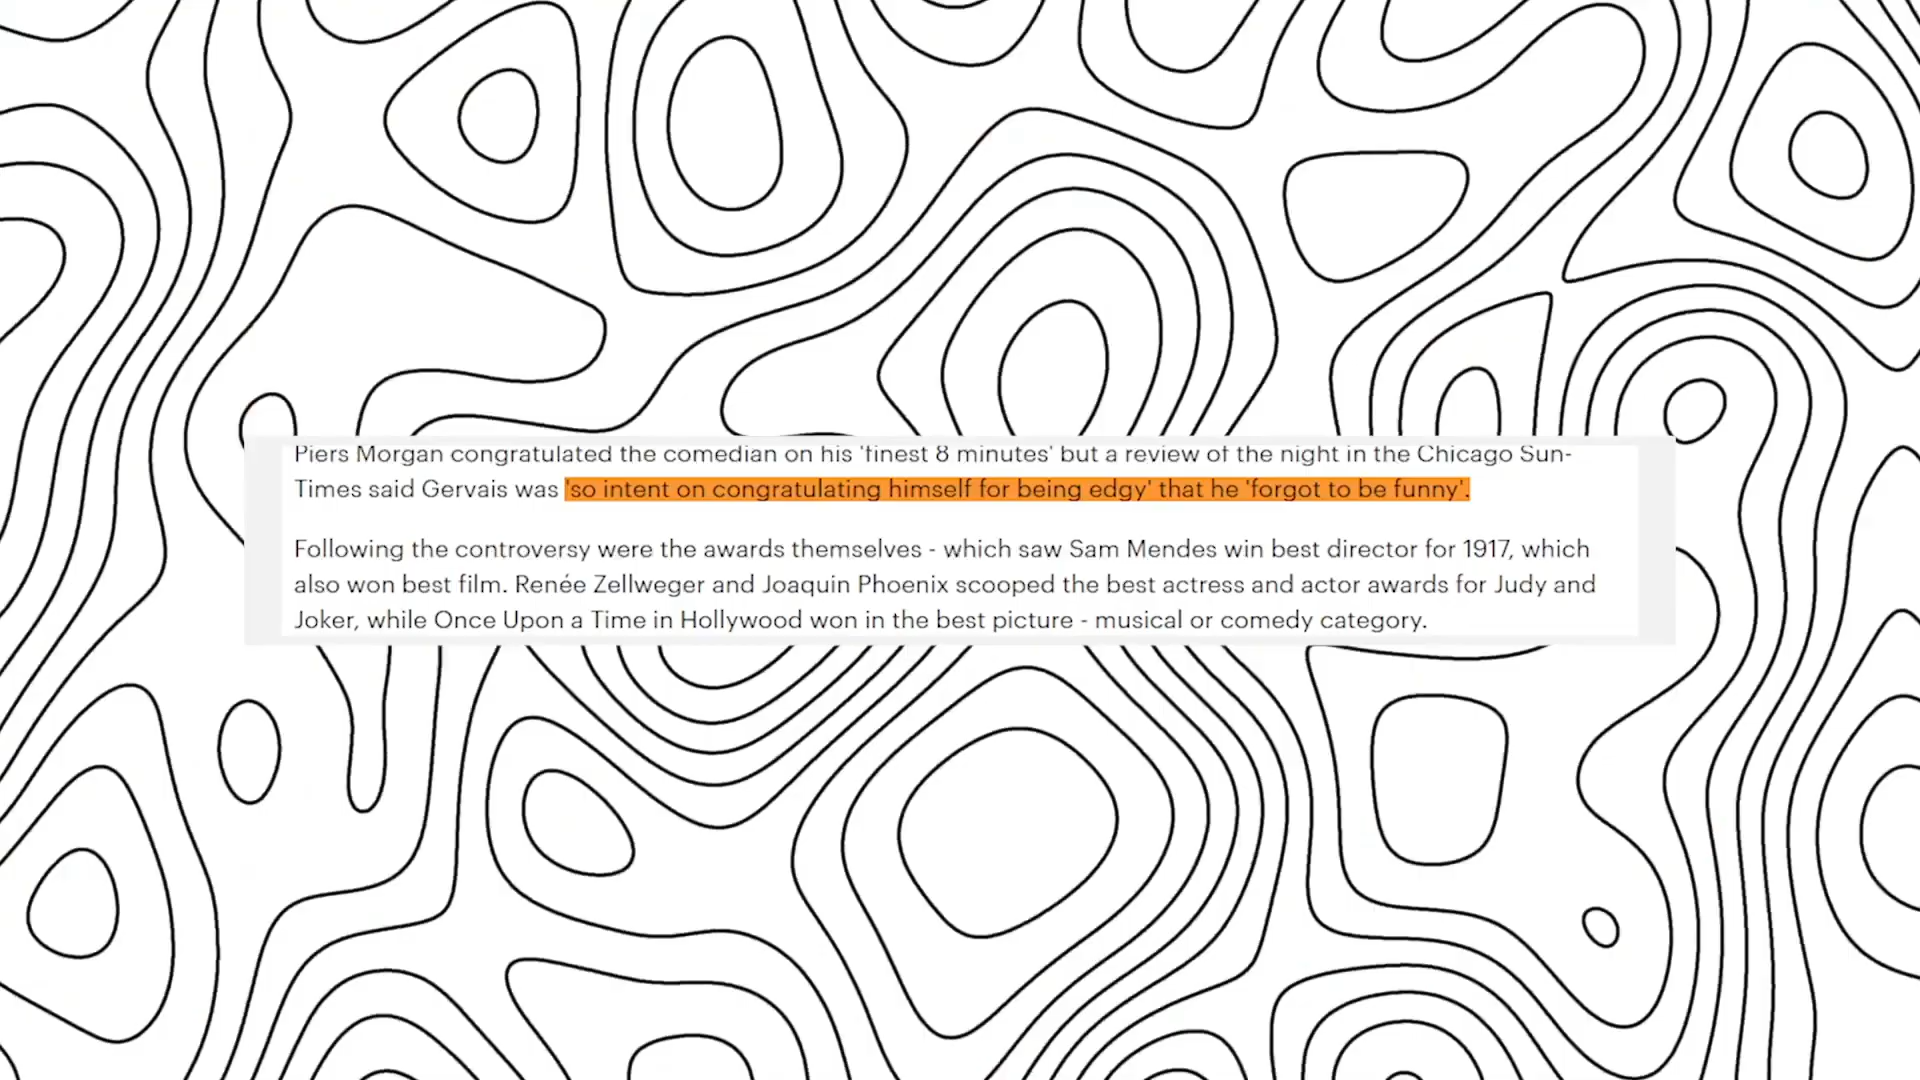 Piers Morgan congratulated the comedian on his 'finest 8 minutes' but a review of the night in the Chicago Sun-
Times said Gervais was 'so intent on congratulating himself for being edgy' that he 'forgot to be funny'.
Following the controversy were the awards themselves - which saw Sam Mendes win best director for 1917, which
also won best film. Renée Zellweger and Joaquin Phoenix scooped the best actress and actor awards for Judy and
Joker, while Once Upon a Time in Hollywood won in the best picture - musical or comedy category.